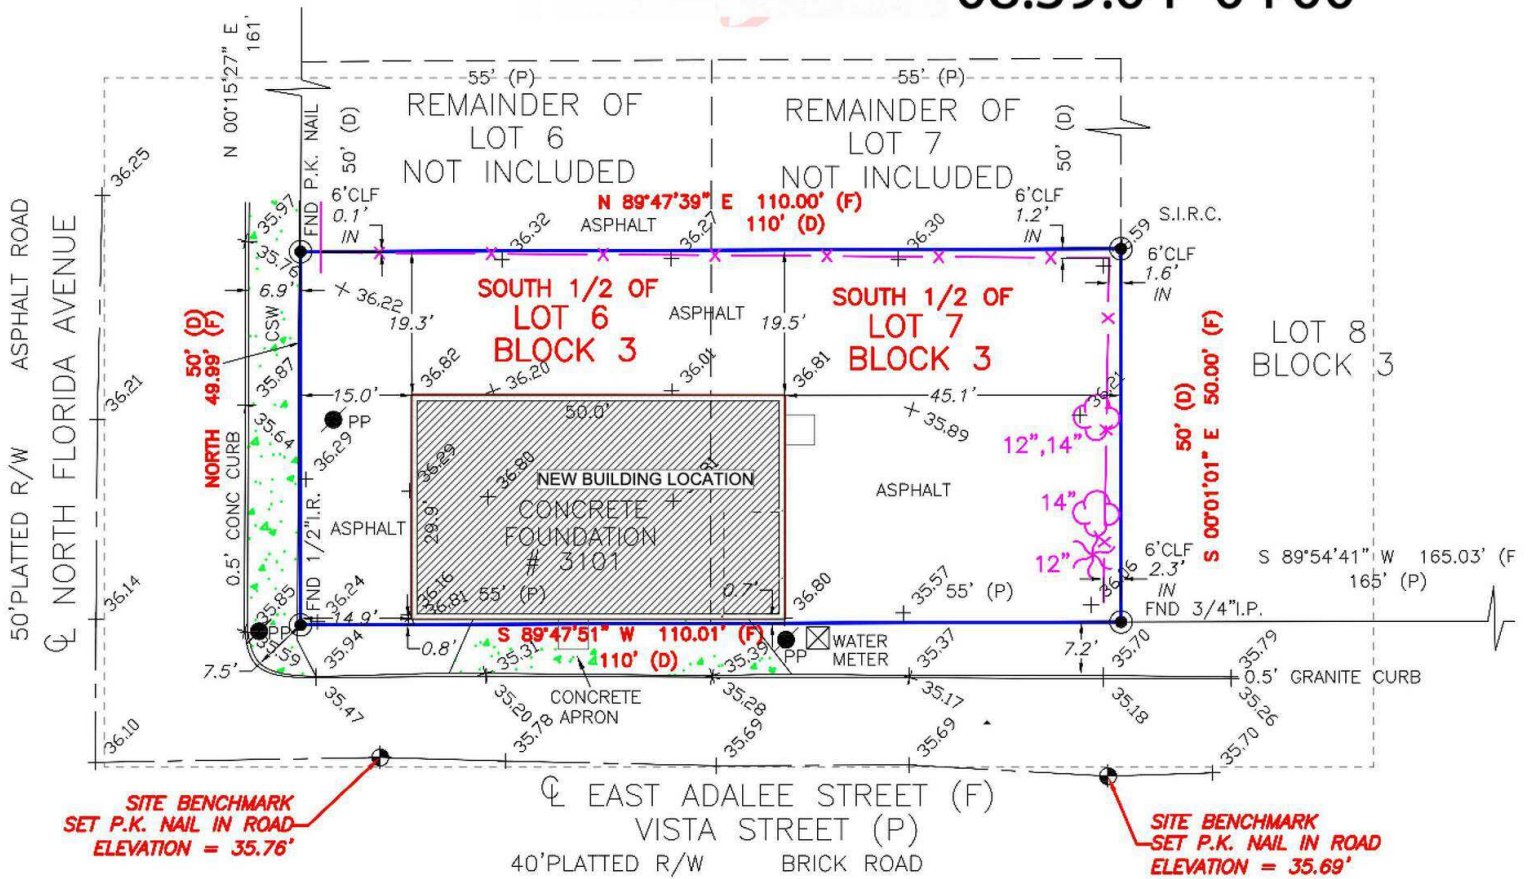 08:59:04-04'00'
N 00°15'27" E
161'
FND P.K. NAIL
50' (D)
55' (P)
REMAINDER OF
LOT 6
NOT INCLUDED
55' (P)
REMAINDER OF
LOT 7
NOT INCLUDED
50' (D)
6'CLF
0.1'
IN
N 89°47'39" E 110.00' (F)
110' (D)
ASPHALT
6'CLF
1.2'
IN
S.I.R.C.
36.25
35.97
35.76
36.32
36.27
36.30
.59
6'CLF
1.6'
IN
6.9'
CSW
36.22
19.3'
SOUTH 1/2 OF
LOT 6
BLOCK 3
ASPHALT
19.5'
SOUTH 1/2 OF
LOT 7
BLOCK 3
LOT 8
BLOCK 3
50' (D)
NORTH 49.99' (F)
50' (D)
S 00°01'01" E 50.00' (F)
ASPHALT ROAD
50'PLATTED R/W
NORTH FLORIDA AVENUE
36.21
35.87
36.82
36.20
36.01
36.81
36.21
15.0'
45.1'
PP
50.0'
35.89
12",14"
35.64
36.29
36.29
36.80
.81
NEW BUILDING LOCATION
CONCRETE
FOUNDATION
# 3101
29.9'
ASPHALT
ASPHALT
14"
12"
0.5' CONC CURB
FND 1/2"I.R.
6'CLF
2.3'
IN
S 89°54'41" W 165.03' (F
165' (P)
FND 3/4"I.P.
36.14
35.85
36.24
36.16
36.81
55' (P)
0.7'
36.80
35.57
55' (P)
36.06
14.9'
PP
S 89°47'51" W 110.01' (F)
110' (D)
0.8'
PP
WATER
METER
7.2'
7.5'
35.59
35.94
35.31
35.39
35.37
35.70
35.79
0.5' GRANITE CURB
CONCRETE
APRON
35.47
35.20
35.28
35.17
35.18
35.26
36.10
35.78
35.69
35.69
35.70
SITE BENCHMARK
SET P.K. NAIL IN ROAD
ELEVATION = 35.76'
EAST ADALEE STREET (F)
VISTA STREET (P)
40'PLATTED R/W BRICK ROAD
SITE BENCHMARK
SET P.K. NAIL IN ROAD
ELEVATION = 35.69'